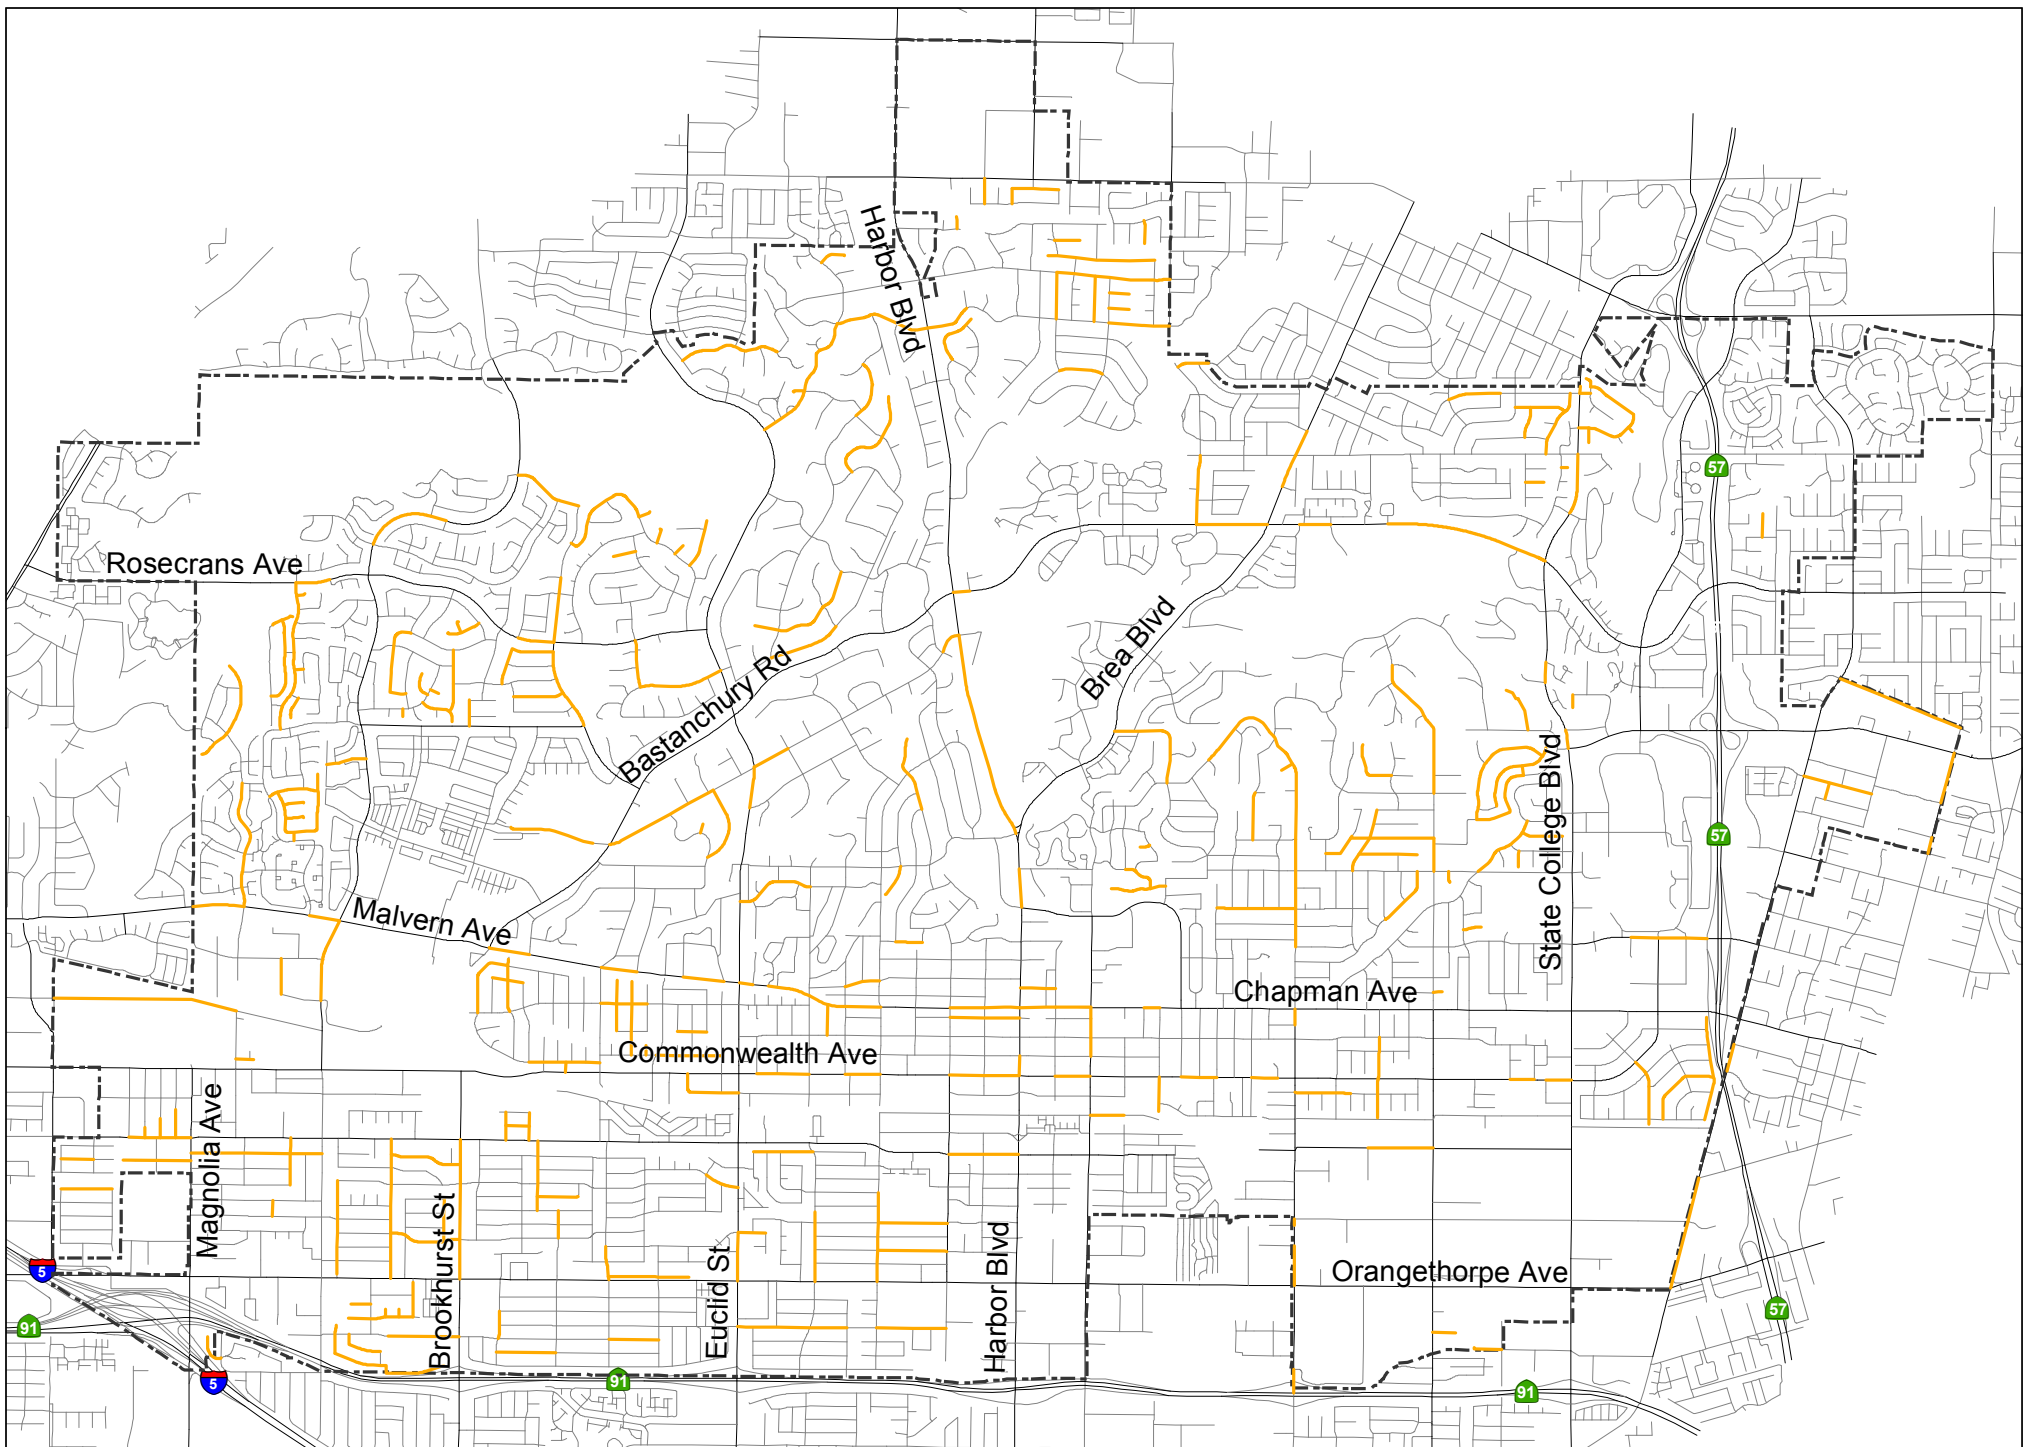 Harbor Blvd
57
Rosecrans Ave
Brea Blvd
Bastanchury Rd
State College Blvd
57
Malvern Ave
Chapman Ave
Commonwealth Ave
Magnolia Ave
Brookhurst St
Euclid St
Harbor Blvd
Orangethorpe Ave
5
91
57
5
91
91